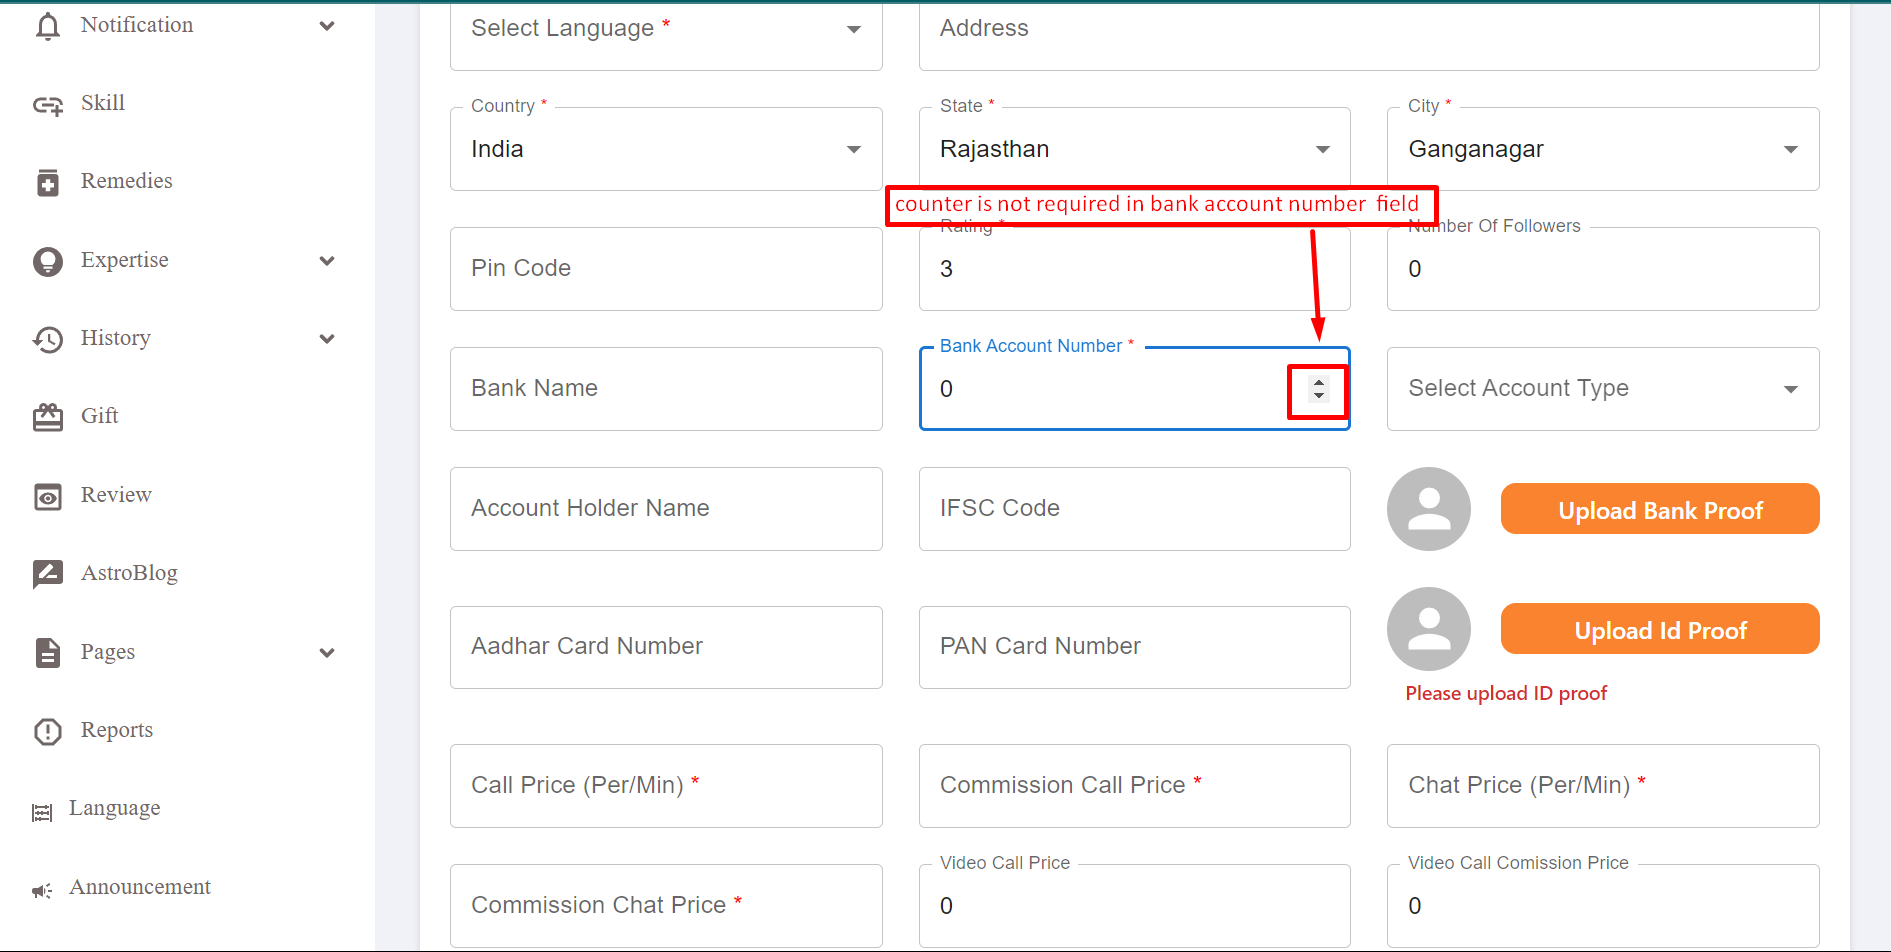 Notification
Skill
Remedies
Expertise
History
Gift
Review
AstroBlog
Pages
Reports
Language
Announcement
Select Language *
Address
Country *
India
State *
Rajasthan
City *
Ganganagar
counter is not required in bank account number field
Pin Code
Rating *
3
Number Of Followers
0
Bank Name
Bank Account Number *
0
Select Account Type
Account Holder Name
IFSC Code
Upload Bank Proof
Aadhar Card Number
PAN Card Number
Upload Id Proof
Please upload ID proof
Call Price (Per/Min) *
Commission Call Price *
Chat Price (Per/Min) *
Commission Chat Price *
Video Call Price
0
Video Call Comission Price
0